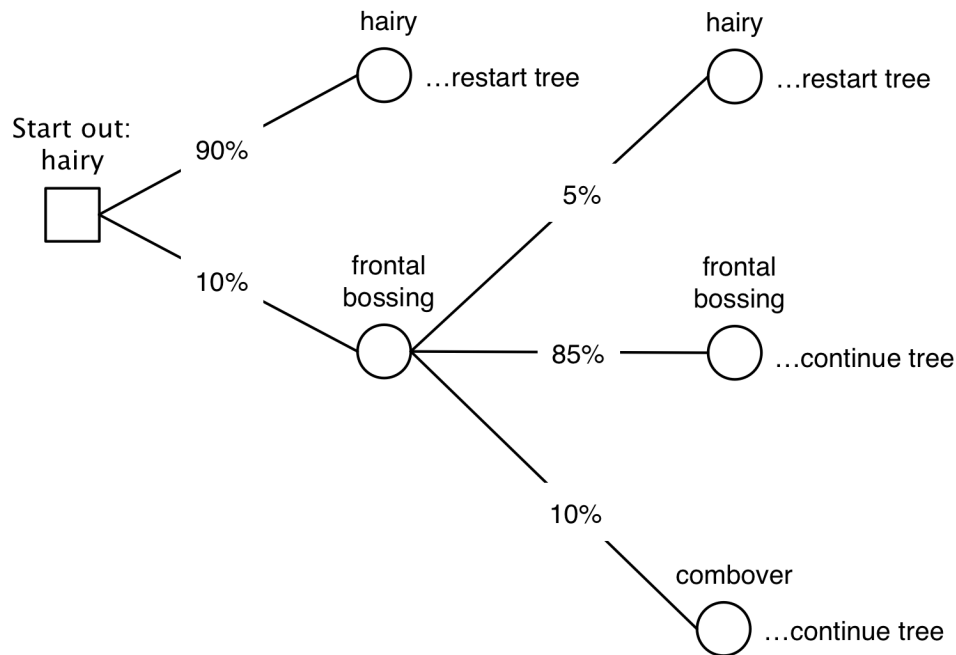 hairy
…restart tree
hairy
…restart tree
Start out:
hairy
90%
5%
10%
frontal
bossing
frontal
bossing
85%
…continue tree
10%
combover
…continue tree